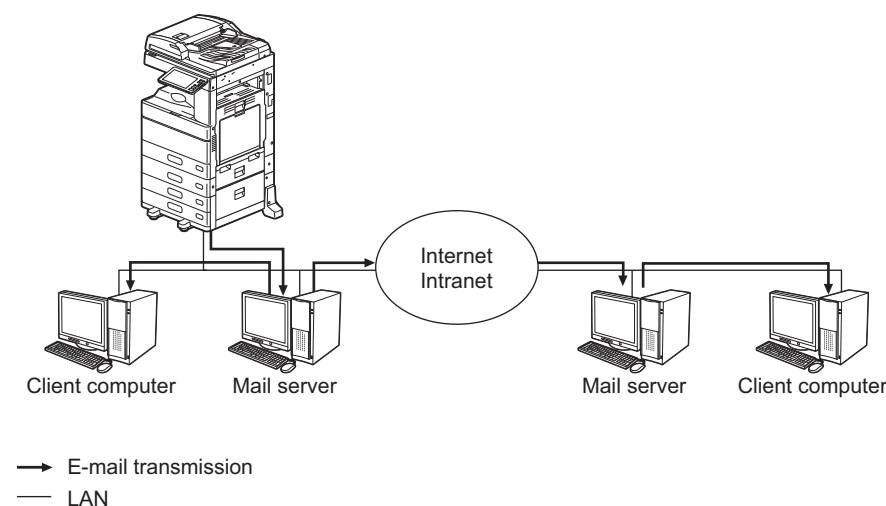 Internet
Intranet
Client computer
Mail server
Mail server
Client computer
E-mail transmission
LAN